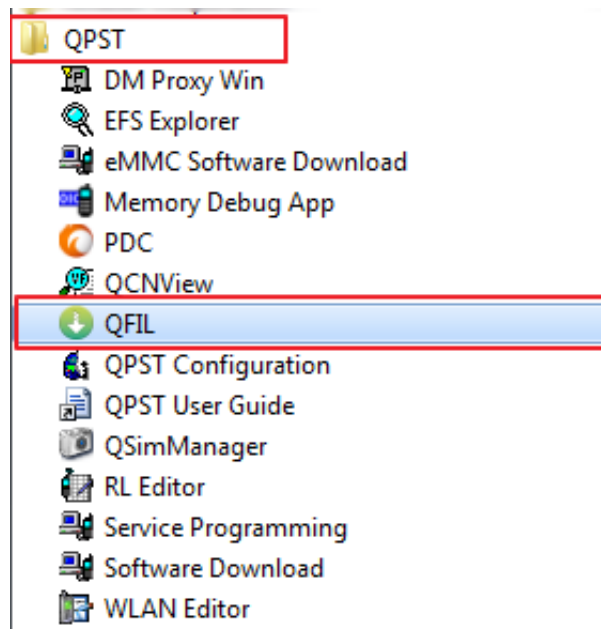 QPST
DM Proxy Win
EFS Explorer
eMMC Software Download
Memory Debug App
PDC
QCNView
QFIL
QPST Configuration
QPST User Guide
QSimManager
RL Editor
Service Programming
Software Download
WLAN Editor